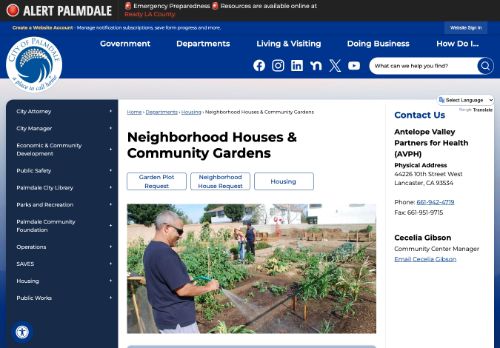 ALERT PALMDALE
🚨 Emergency Preparedness 🚨 Resources are available online at
Ready LA County.
Create a Website Account - Manage notification subscriptions, save form progress and more.
Website Sign In
CITY OF PALMDALE
a place to call home
Government
Departments
Living & Visiting
Doing Business
How Do I...
What can we help you find?
Select Language
Google Translate
City Attorney
City Manager
Economic & Community
Development
Public Safety
Palmdale City Library
Parks and Recreation
Palmdale Community
Foundation
Operations
SAVES
Housing
Public Works
Home › Departments › Housing › Neighborhood Houses & Community Gardens
Neighborhood Houses &
Community Gardens
Garden Plot
Request
Neighborhood
House Request
Housing
Contact Us
Antelope Valley
Partners for Health
(AVPH)
Physical Address
44226 10th Street West
Lancaster, CA 93534
Phone: 661-942-4719
Fax: 661-951-9715
Cecelia Gibson
Community Center Manager
Email Cecelia Gibson